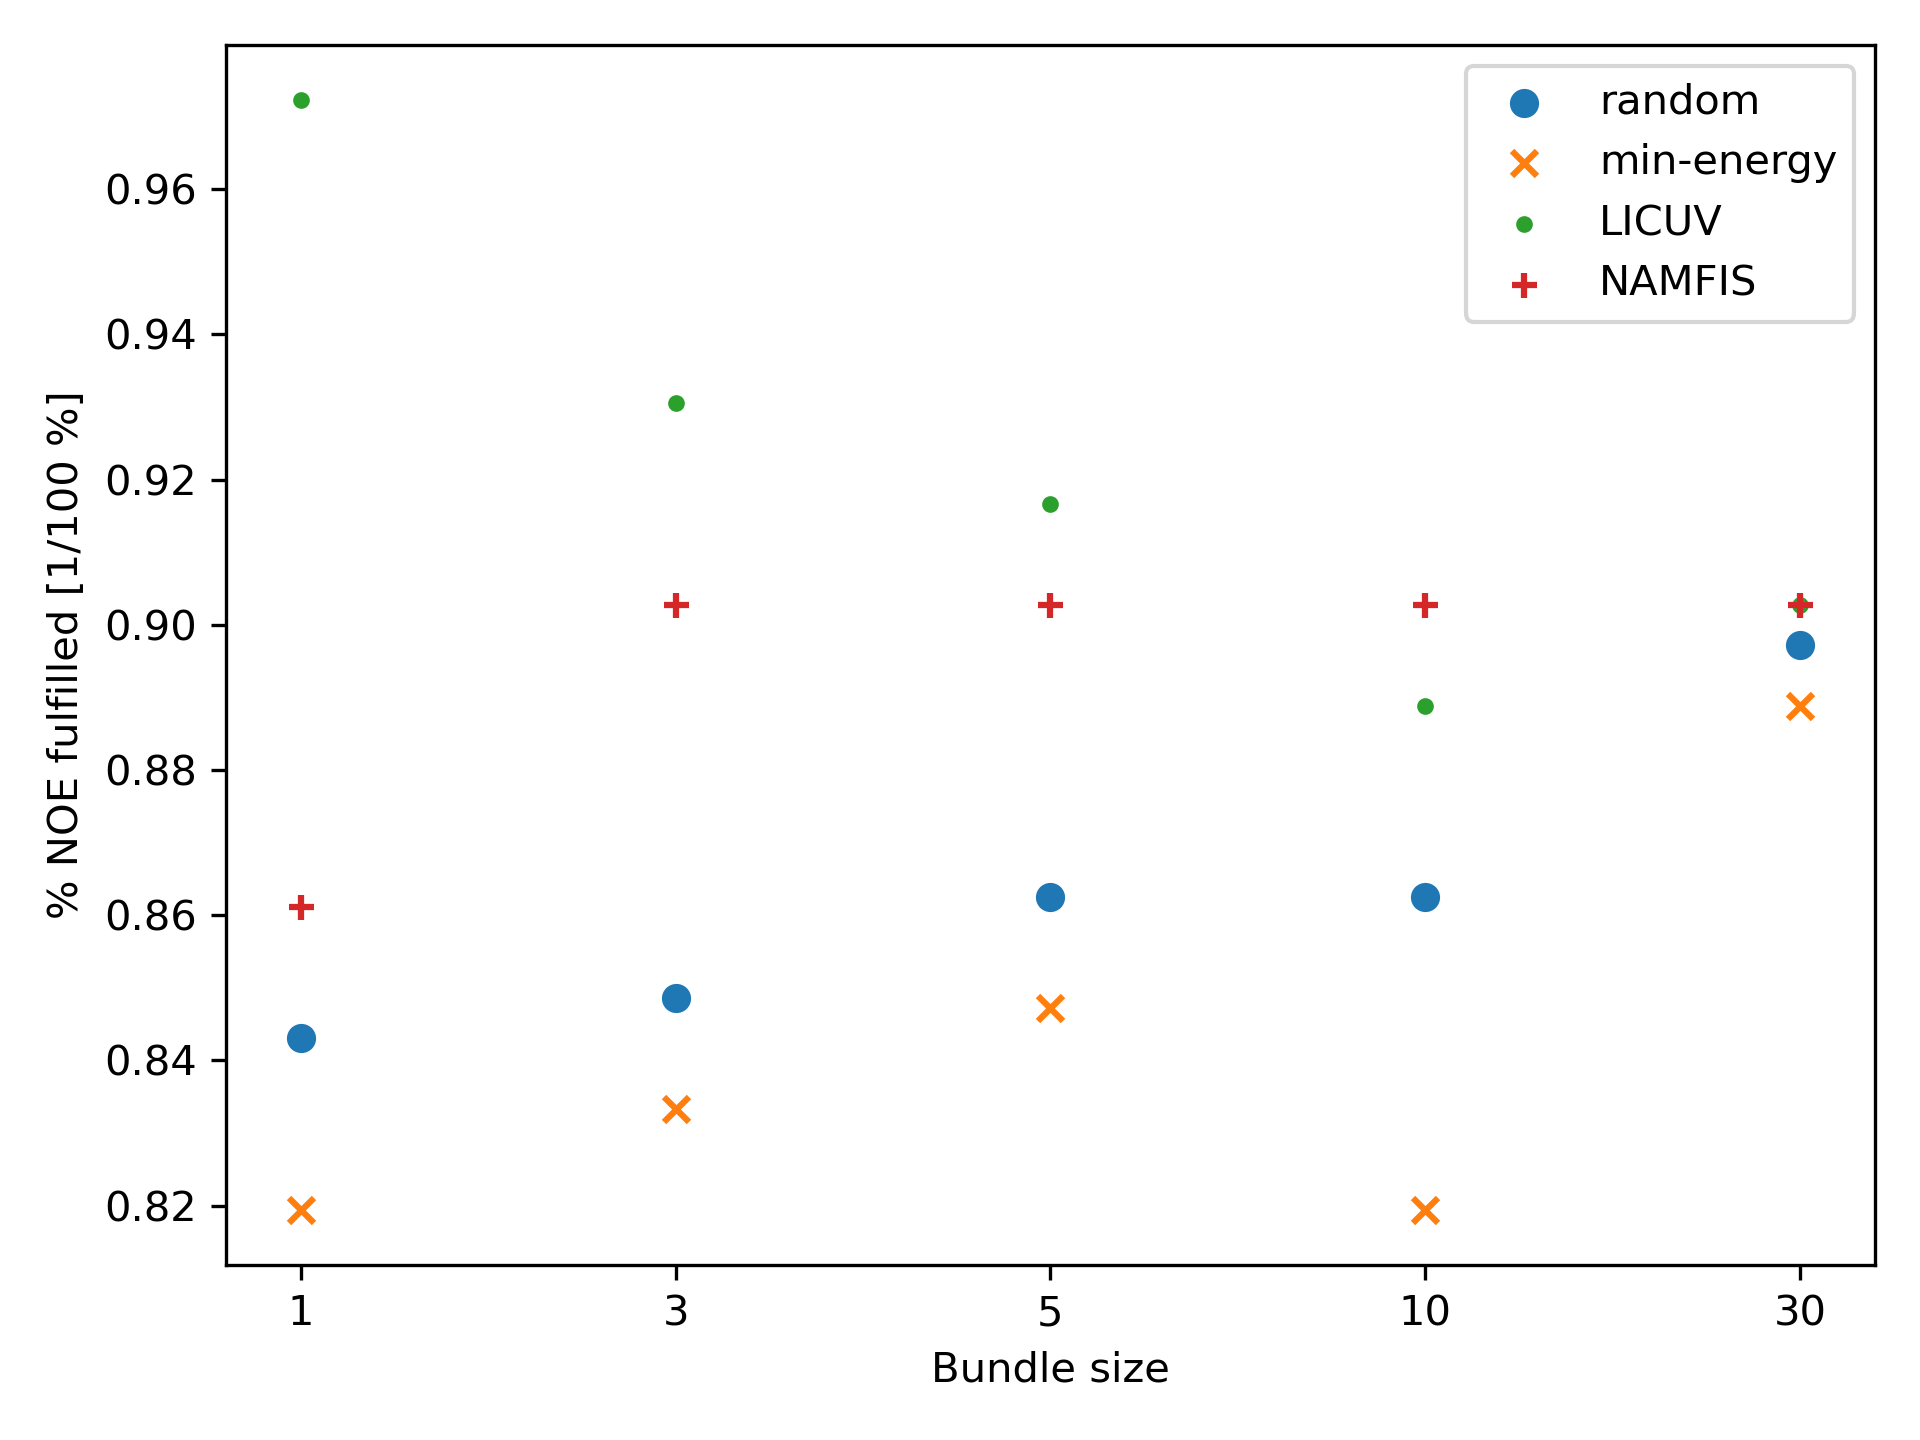 random
min-energy
LICUV
NAMFIS
% NOE fulfilled [1/100 %]
0.96
0.94
0.92
0.90
0.88
0.86
0.84
0.82
1 3 5 10 30
Bundle size